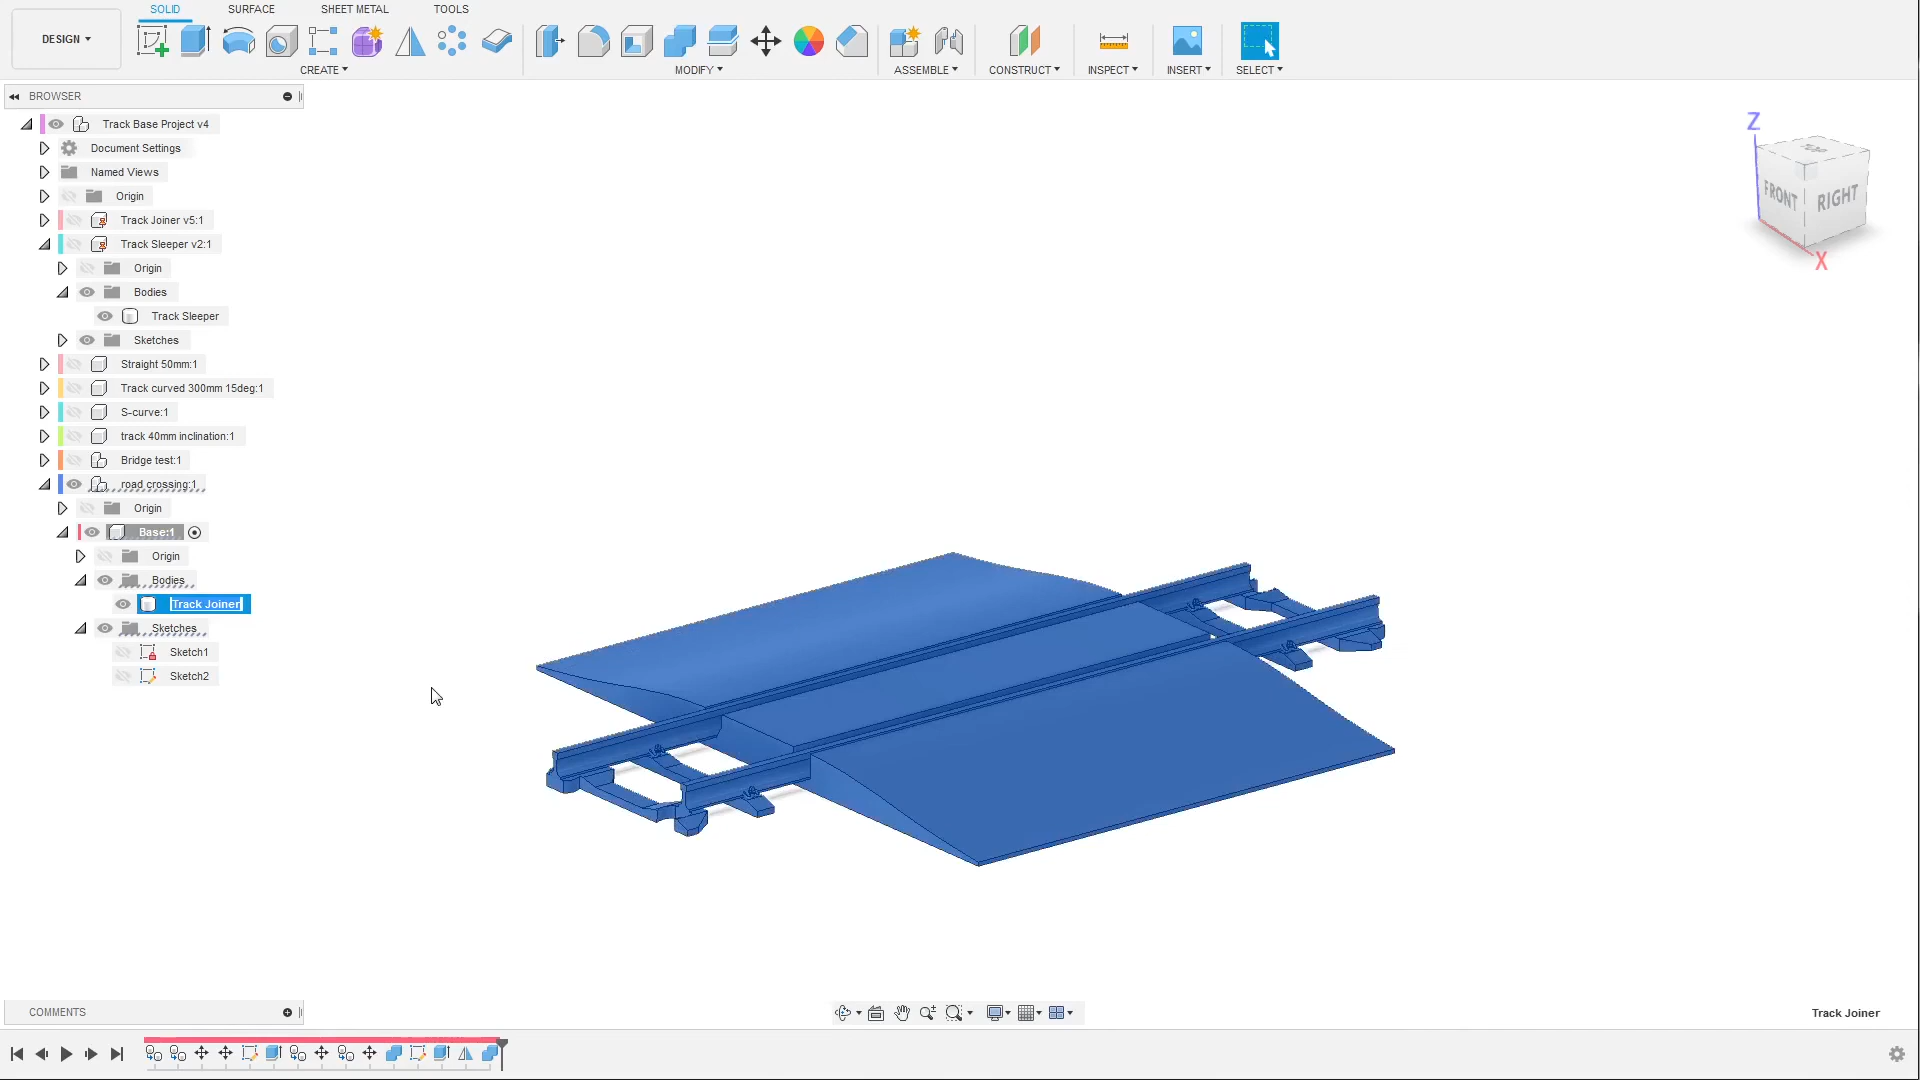 SOLID SURFACE SHEET METAL TOOLS
DESIGN
CREATE MODIFY ASSEMBLE CONSTRUCT INSPECT INSERT SELECT
BROWSER
Track Base Project v4
Document Settings
Named Views
Origin
Track Joiner v5:1
Track Sleeper v2:1
Origin
Bodies
Track Sleeper
Sketches
Straight 50mm:1
Track curved 300mm 15deg:1
S-curve:1
track 40mm inclination:1
Bridge test:1
road crossing:1
Origin
Base:1
Origin
Bodies
Track Joiner
Sketches
Sketch1
Sketch2
Z
TOP
FRONT RIGHT
X
COMMENTS
Track Joiner